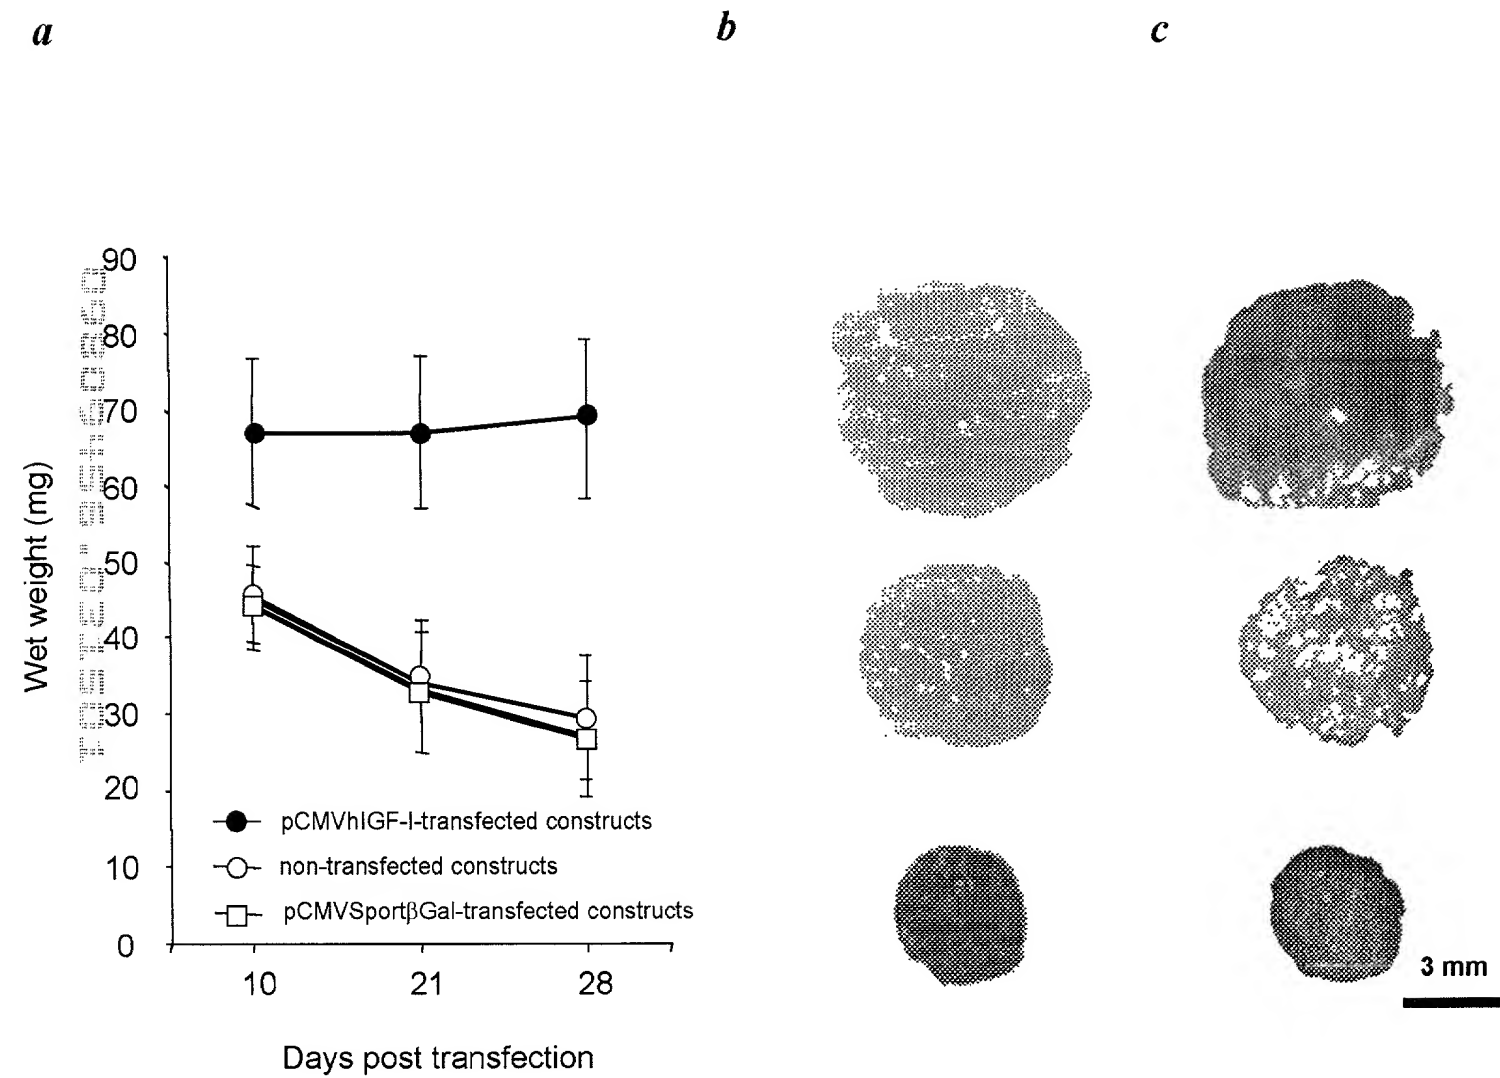 a b c
90
80
70
60
50
40
30
20
10
0
Wet weight (mg)
pCMVhIGF-I-transfected constructs
non-transfected constructs
pCMVSportβGal-transfected constructs
10 21 28
Days post transfection
3 mm